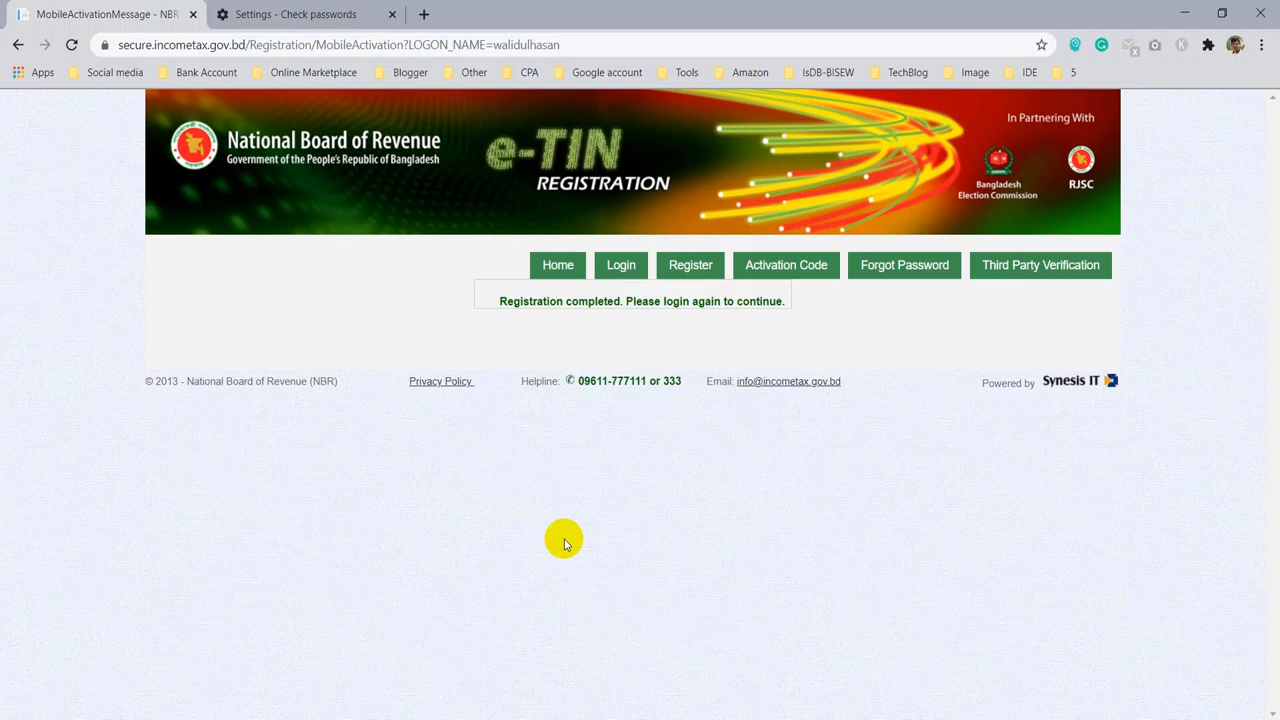 MobileActivationMessage - NBR
Settings - Check passwords
secure.incometax.gov.bd/Registration/MobileActivation?LOGON_NAME=walidulhasan
Apps Social media Bank Account Online Marketplace Blogger Other CPA Google account Tools Amazon IsDB-BISEW TechBlog Image IDE 5
National Board of Revenue
Government of the People's Republic of Bangladesh
e-TIN
REGISTRATION
In Partnering With
Bangladesh
Election Commission
RJSC
Home Login Register Activation Code Forgot Password Third Party Verification
Registration completed. Please login again to continue.
© 2013 - National Board of Revenue (NBR) Privacy Policy Helpline: ✆ 09611-777111 or 333 Email: info@incometax.gov.bd Powered by Synesis IT